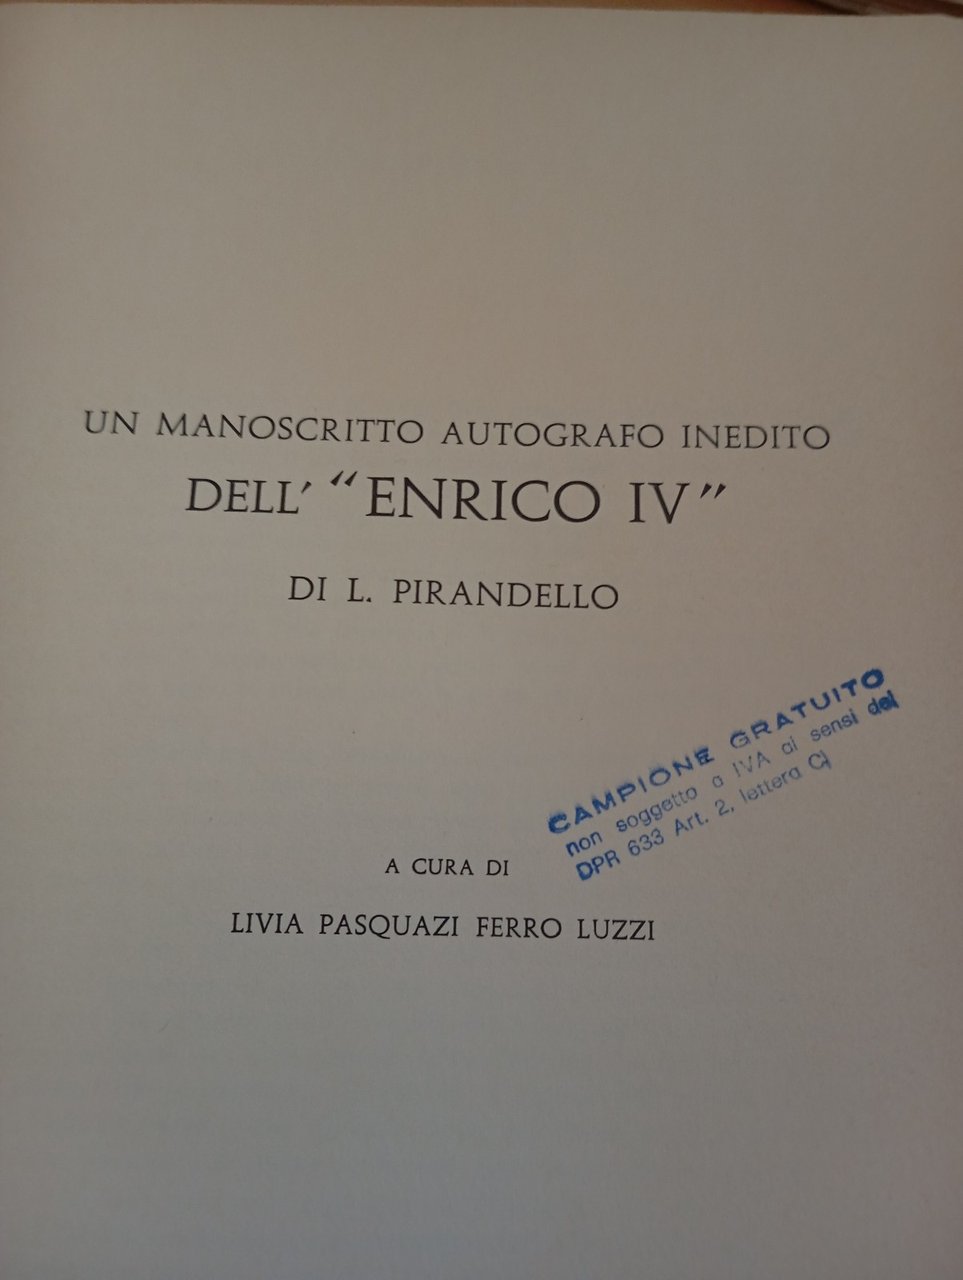 UN MANOSCRITTO AUTOGRAFO INEDITO
DELL' "ENRICO IV"
DI L. PIRANDELLO
CAMPIONE GRATUITO
non soggetto a IVA ai sensi del
DPR 633 Art. 2, lettera C)
A CURA DI
LIVIA PASQUAZI FERRO LUZZI